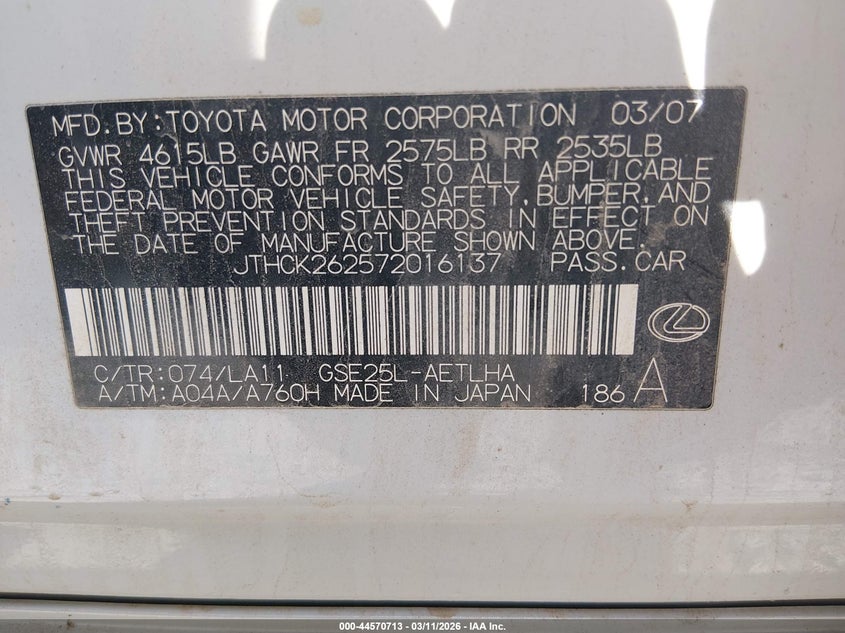 MFD.BY:TOYOTA MOTOR CORPORATION 03/07
GVWR 4615LB GAWR FR 2575LB RR 2535LB
THIS VEHICLE CONFORMS TO ALL APPLICABLE
FEDERAL MOTOR VEHICLE SAFETY,BUMPER,AND
THEFT PREVENTION STANDARDS IN EFFECT ON
THE DATE OF MANUFACTURE SHOWN ABOVE.
JTHCK262572016137 PASS.CAR
C/TR:074/LA11 GSE25L-AETLHA
A/TM:A04A/A760H MADE IN JAPAN 186 A
000-44570713 - 03/11/2026 - IAA Inc.